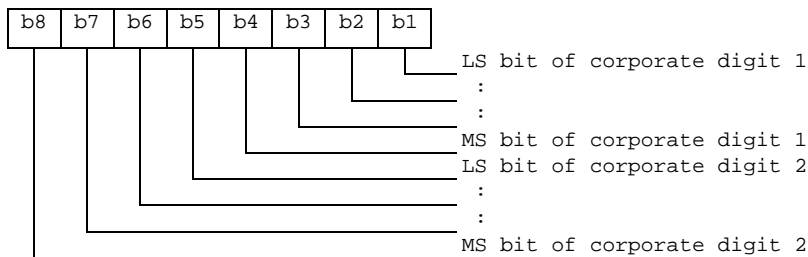 b8 b7 b6 b5 b4 b3 b2 b1
LS bit of corporate digit 1
:
:
MS bit of corporate digit 1
LS bit of corporate digit 2
:
:
MS bit of corporate digit 2